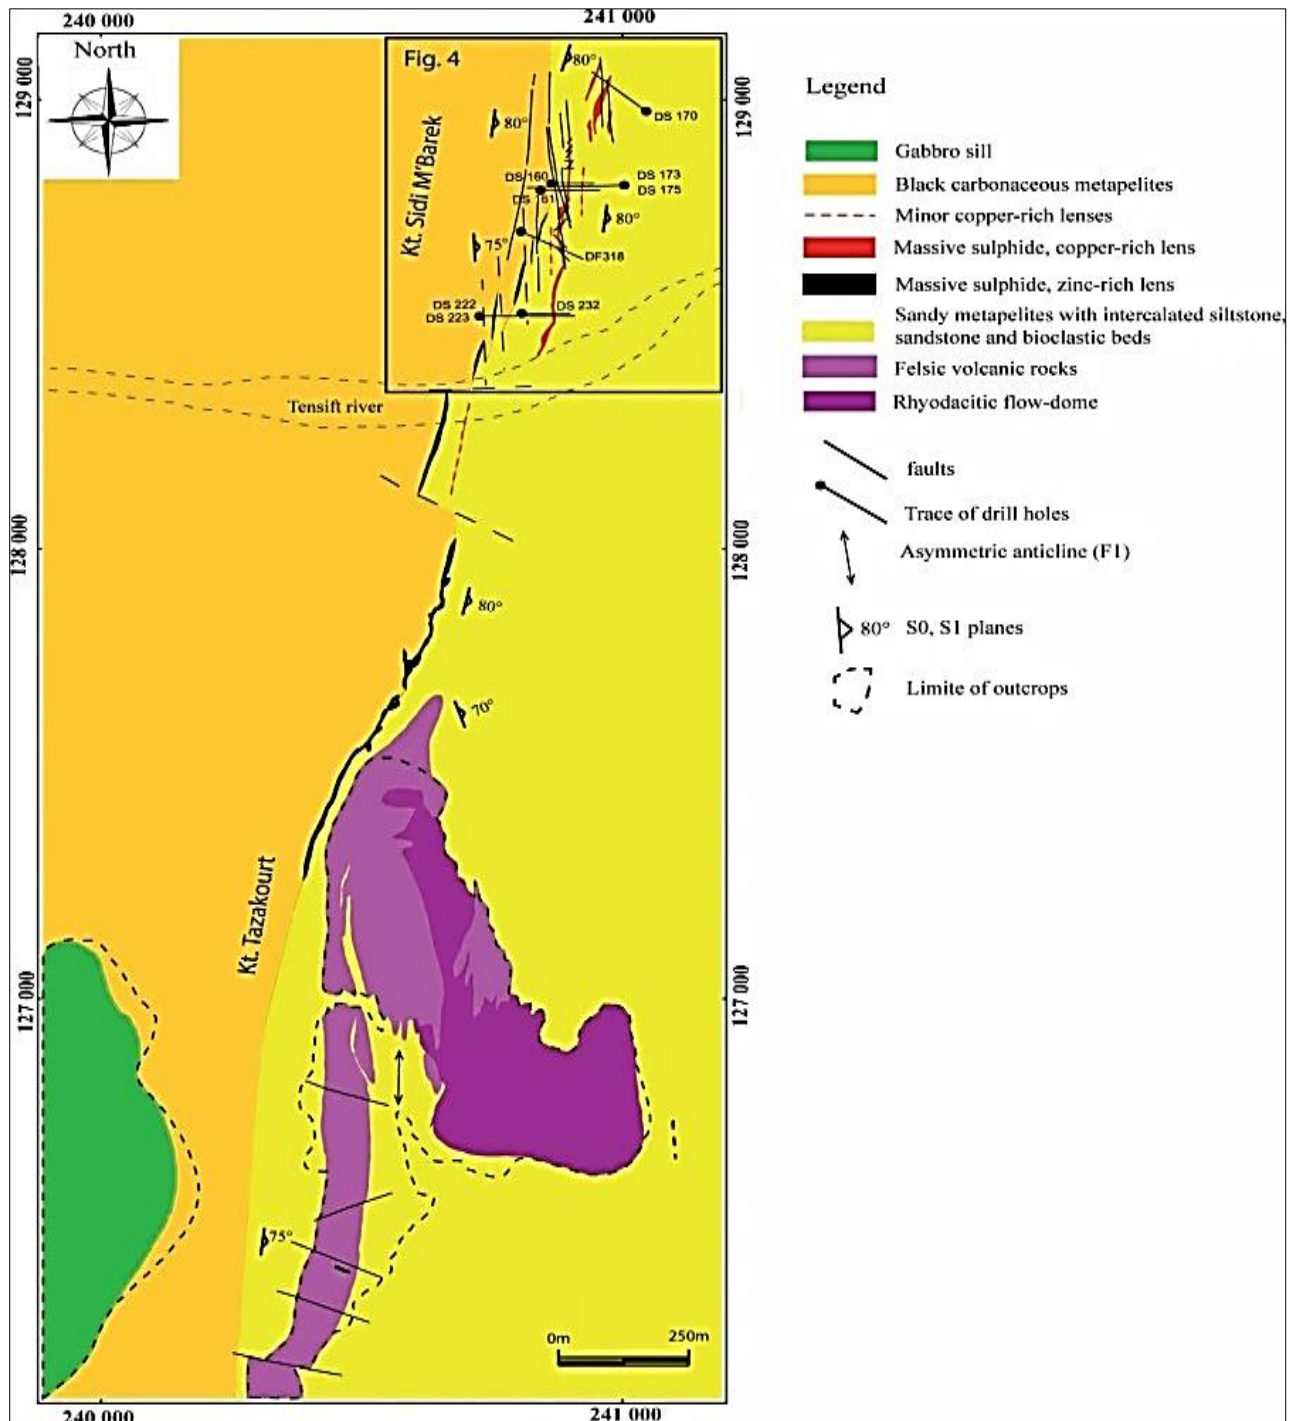 240 000
241 000
North
Fig. 4
80°
129 000
129 000
DS 170
80°
Kt. Sidi M'Barek
DS 160
DS 173
DS 175
80°
75°
DF318
DS 222
DS 223
DS 232
Tensift river
128 000
128 000
80°
70°
Kt. Tazakourt
127 000
127 000
75°
0m
250m
240 000
241 000
Legend
Gabbro sill
Black carbonaceous metapelites
Minor copper-rich lenses
Massive sulphide, copper-rich lens
Massive sulphide, zinc-rich lens
Sandy metapelites with intercalated siltstone,
sandstone and bioclastic beds
Felsic volcanic rocks
Rhyodacitic flow-dome
faults
Trace of drill holes
Asymmetric anticline (F1)
80° S0, S1 planes
Limite of outcrops